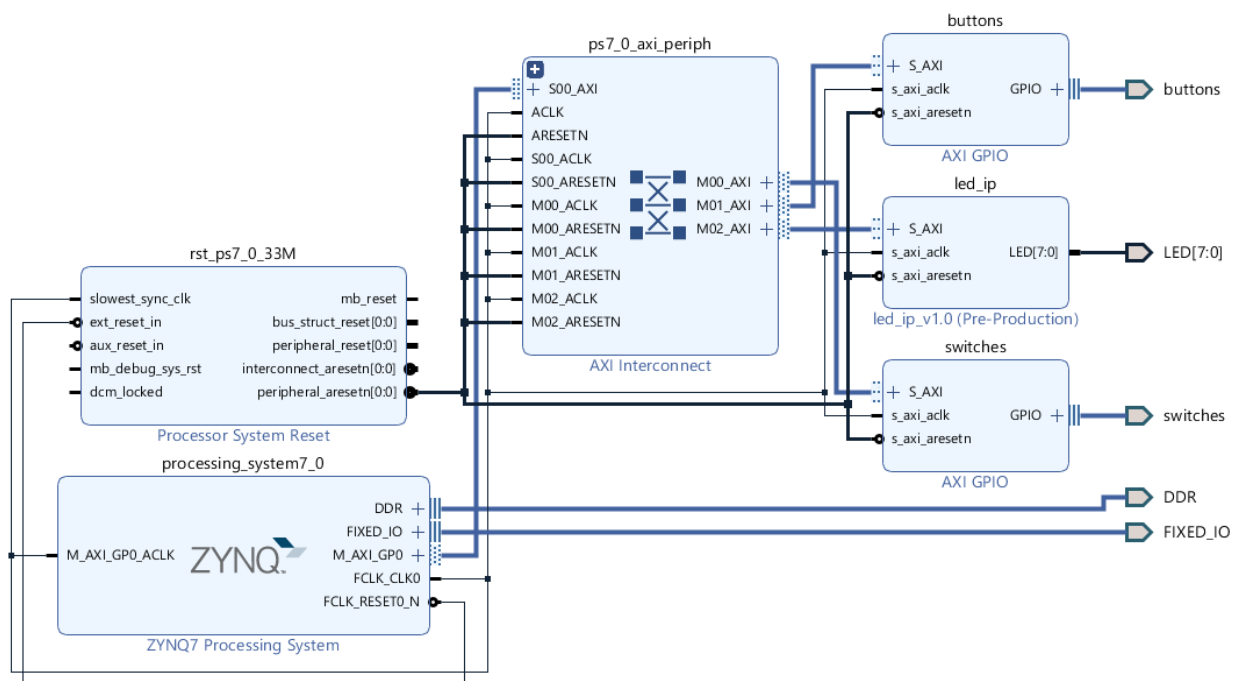 ps7_0_axi_periph
S00_AXI
ACLK
ARESETN
S00_ACLK
S00_ARESETN
M00_ACLK
M00_ARESETN
M01_ACLK
M01_ARESETN
M02_ACLK
M02_ARESETN
M00_AXI
M01_AXI
M02_AXI
AXI Interconnect
buttons
S_AXI
s_axi_aclk
s_axi_aresetn
GPIO
AXI GPIO
buttons
led_ip
S_AXI
s_axi_aclk
s_axi_aresetn
LED[7:0]
led_ip_v1.0 (Pre-Production)
LED[7:0]
switches
S_AXI
s_axi_aclk
s_axi_aresetn
GPIO
AXI GPIO
switches
rst_ps7_0_33M
slowest_sync_clk
ext_reset_in
aux_reset_in
mb_debug_sys_rst
dcm_locked
mb_reset
bus_struct_reset[0:0]
peripheral_reset[0:0]
interconnect_aresetn[0:0]
peripheral_aresetn[0:0]
Processor System Reset
processing_system7_0
M_AXI_GP0_ACLK
ZYNQ
DDR
FIXED_IO
M_AXI_GP0
FCLK_CLK0
FCLK_RESET0_N
ZYNQ7 Processing System
DDR
FIXED_IO